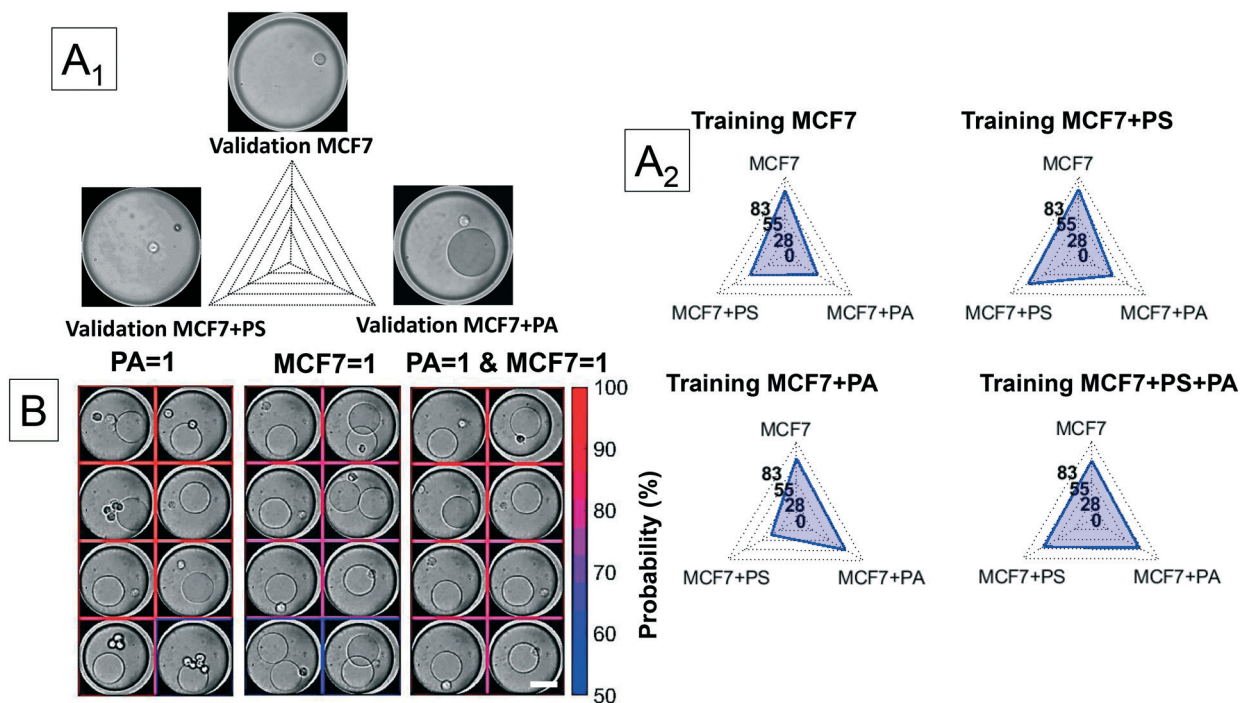 A1
Validation MCF7
Validation MCF7+PS
Validation MCF7+PA
A2
Training MCF7
MCF7
83
55
28
0
MCF7+PS
MCF7+PA
Training MCF7+PS
MCF7
83
55
28
0
MCF7+PS
MCF7+PA
Training MCF7+PA
MCF7
83
55
28
0
MCF7+PS
MCF7+PA
Training MCF7+PS+PA
MCF7
83
55
28
0
MCF7+PS
MCF7+PA
B
PA=1
MCF7=1
PA=1 & MCF7=1
100
90
80
70
60
50
Probability (%)